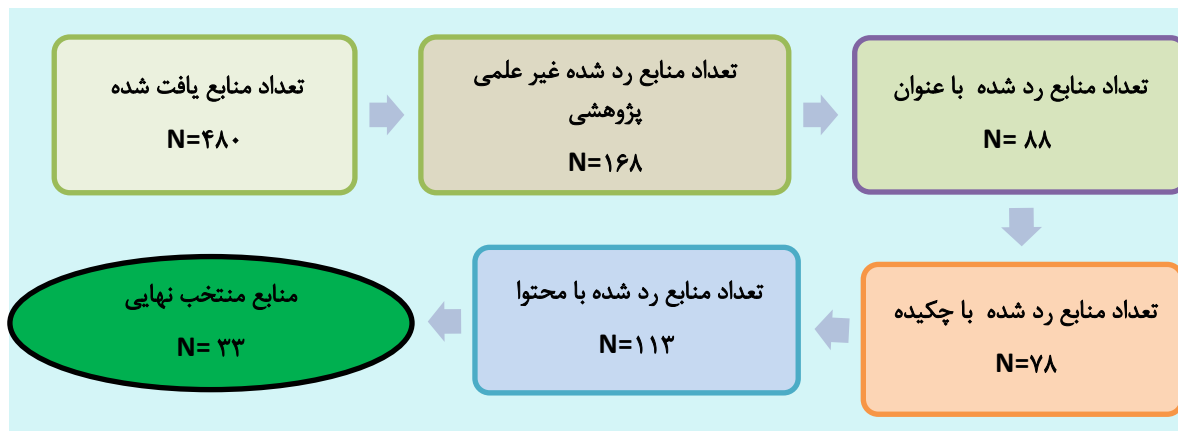 تعداد منابع یافت شده
N=۴۸۰
تعداد منابع رد شده غیر علمی
پژوهشی
N=۱۶۸
تعداد منابع رد شده با عنوان
N= ۸۸
تعداد منابع رد شده با چکیده
N=۷۸
تعداد منابع رد شده با محتوا
N=۱۱۳
منابع منتخب نهایی
N= ۳۳